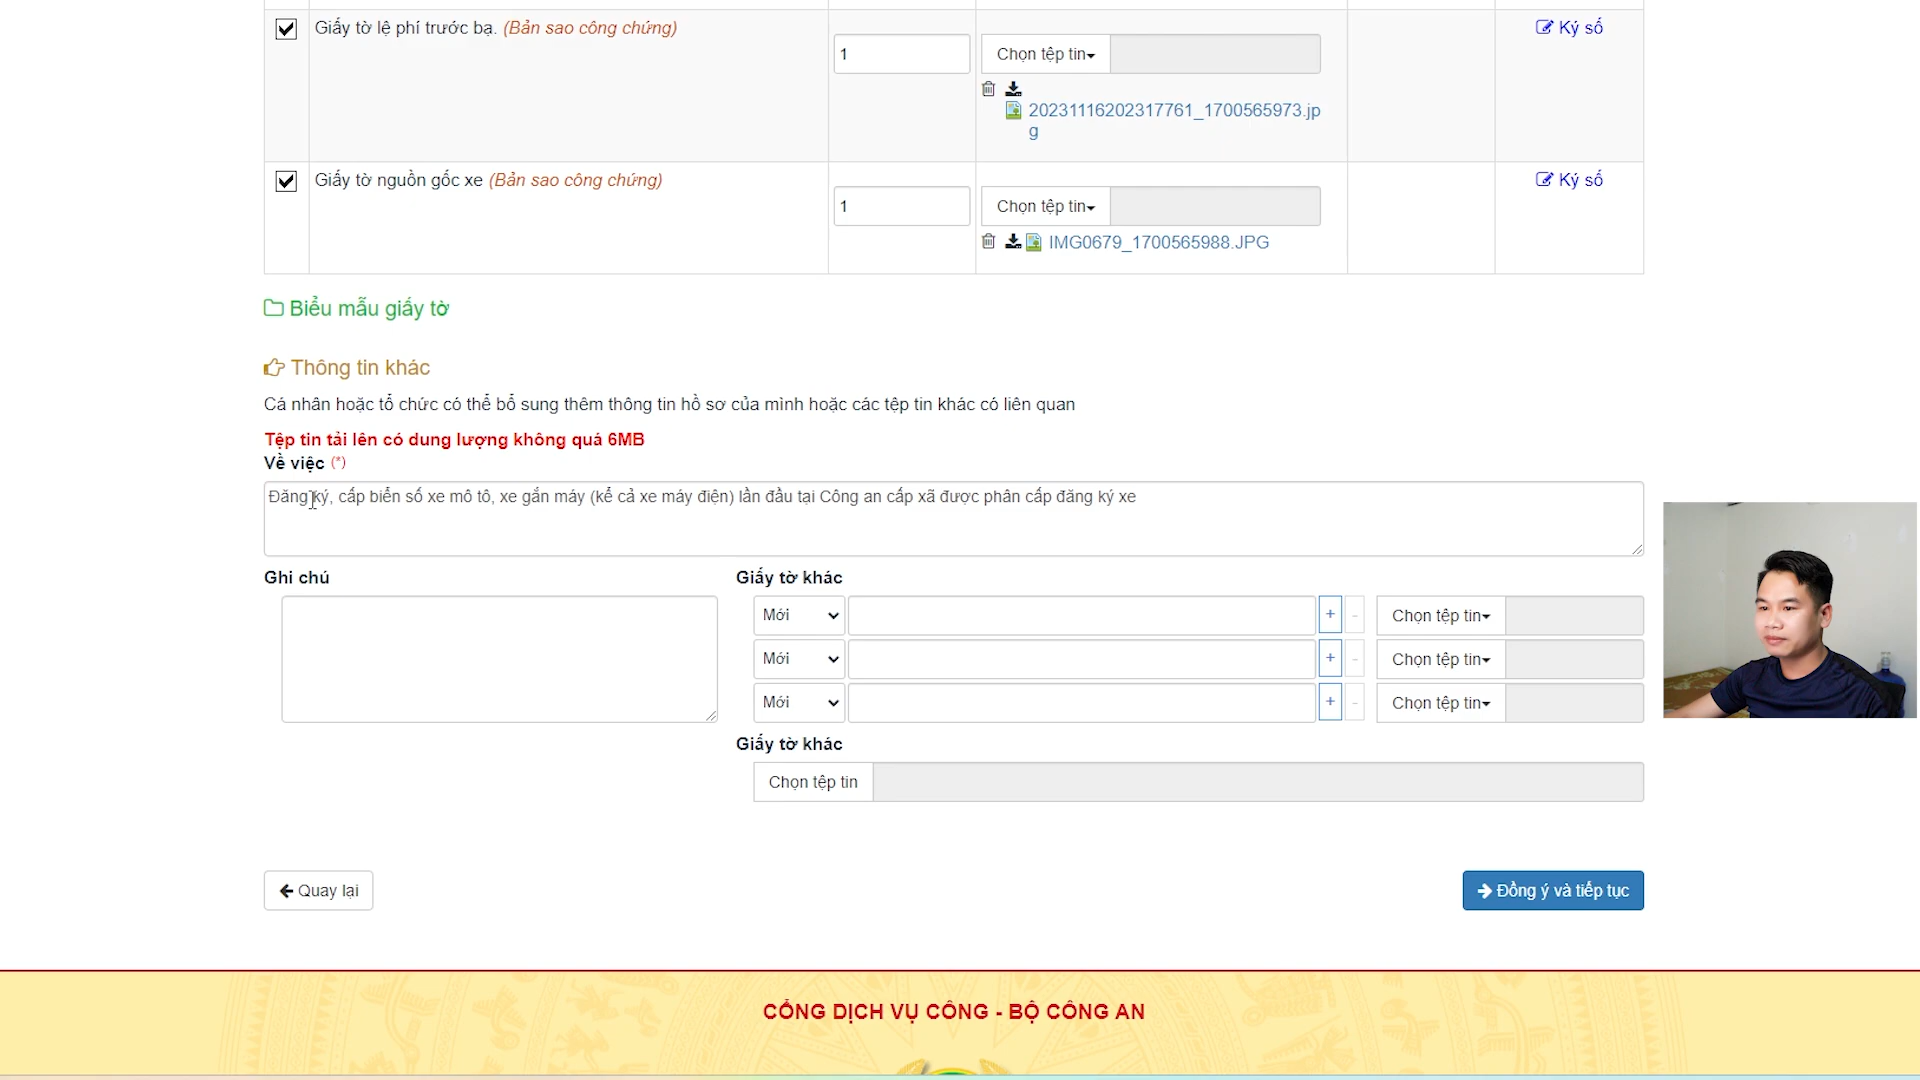 Giấy tờ lệ phí trước bạ. (Bản sao công chứng)
1
Chọn tệp tin
Ký số
20231116202317761_1700565973.jp
g
Giấy tờ nguồn gốc xe (Bản sao công chứng)
1
Chọn tệp tin
Ký số
IMG0679_1700565988.JPG
Biểu mẫu giấy tờ
Thông tin khác
Cá nhân hoặc tổ chức có thể bổ sung thêm thông tin hồ sơ của mình hoặc các tệp tin khác có liên quan
Tệp tin tải lên có dung lượng không quá 6MB
Về việc (*)
Đăng ký, cấp biển số xe mô tô, xe gắn máy (kể cả xe máy điện) lần đầu tại Công an cấp xã được phân cấp đăng ký xe
Ghi chú
Giấy tờ khác
Mới + - Chọn tệp tin
Mới + - Chọn tệp tin
Mới + - Chọn tệp tin
Giấy tờ khác
Chọn tệp tin
Quay lại
Đồng ý và tiếp tục
CỔNG DỊCH VỤ CÔNG - BỘ CÔNG AN